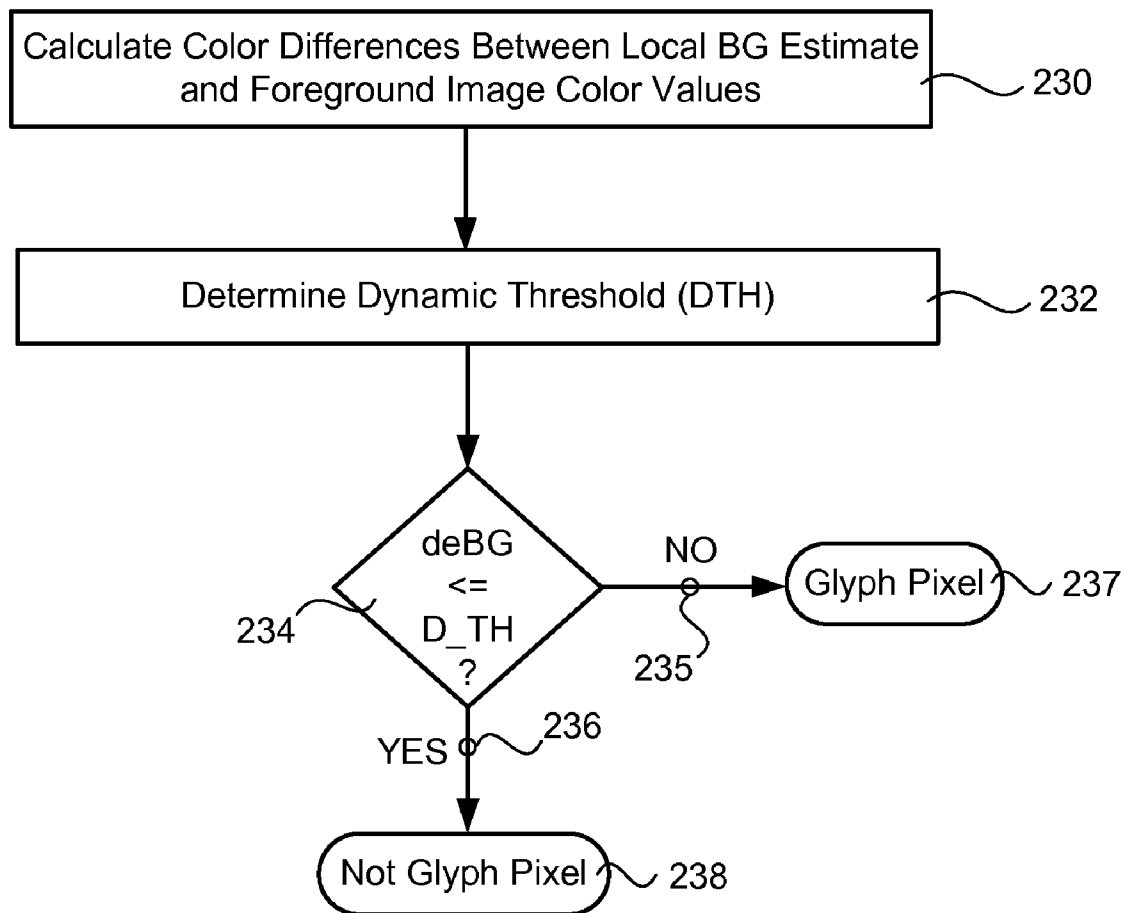 Calculate Color Differences Between Local BG Estimate
and Foreground Image Color Values
230
Determine Dynamic Threshold (DTH)
232
deBG
<=
D_TH
?
234
NO
235
Glyph Pixel
237
YES
236
Not Glyph Pixel
238